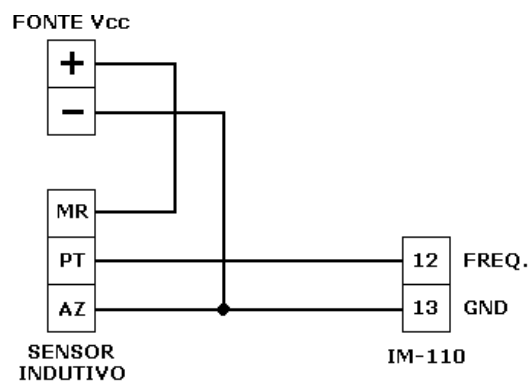 FONTE Vcc
+
−
MR
PT
AZ
SENSOR
INDUTIVO
12 FREQ.
13 GND
IM-110